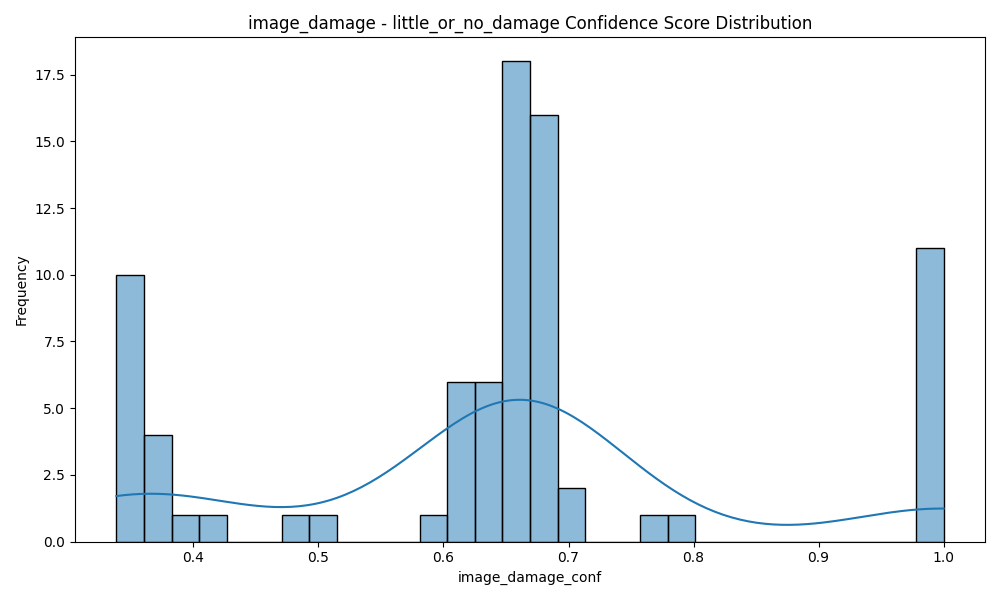 image_damage - little_or_no_damage Confidence Score Distribution
17.5
15.0
12.5
10.0
7.5
5.0
2.5
0.0
Frequency
0.4 0.5 0.6 0.7 0.8 0.9 1.0
image_damage_conf